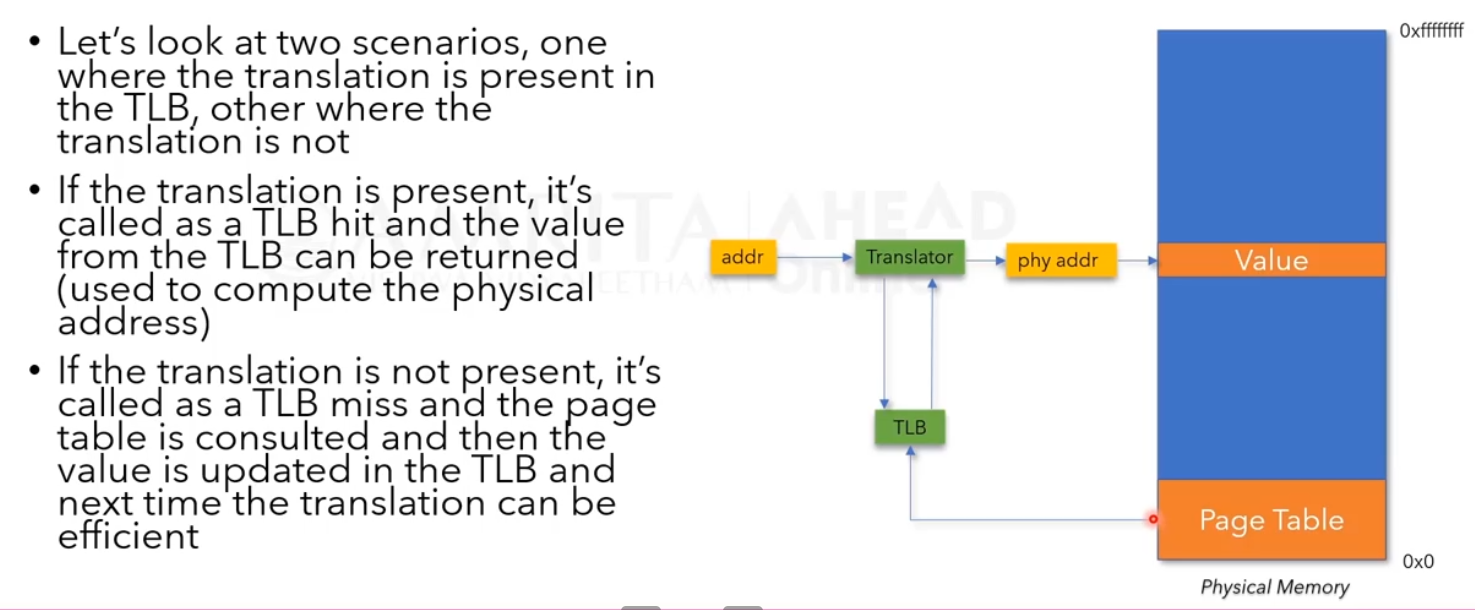 • Let's look at two scenarios, one
where the translation is present in
the TLB, other where the
translation is not
• If the translation is present, it's
called as a TLB hit and the value
from the TLB can be returned
(used to compute the physical
address)
• If the translation is not present, it's
called as a TLB miss and the page
table is consulted and then the
value is updated in the TLB and
next time the translation can be
efficient
0xffffffff
addr
Translator
phy addr
Value
TLB
Page Table
0x0
Physical Memory
AMRITA AHEAD
Online